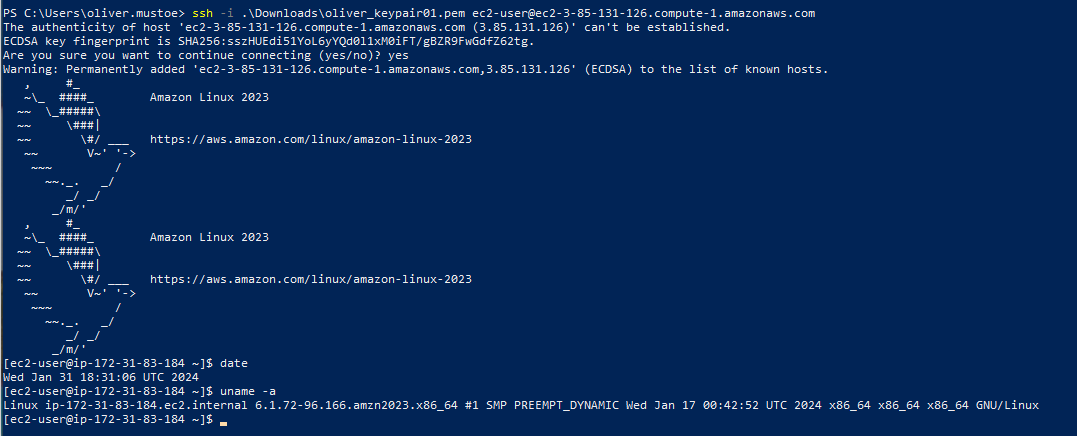 PS C:\Users\oliver.mustoe> ssh -i .\Downloads\oliver_keypair01.pem ec2-user@ec2-3-85-131-126.compute-1.amazonaws.com
The authenticity of host 'ec2-3-85-131-126.compute-1.amazonaws.com (3.85.131.126)' can't be established.
ECDSA key fingerprint is SHA256:sszHUEdi51YoL6yYQd0l1xM0iFT/gBZR9FwGdfZ62tg.
Are you sure you want to continue connecting (yes/no)? yes
Warning: Permanently added 'ec2-3-85-131-126.compute-1.amazonaws.com,3.85.131.126' (ECDSA) to the list of known hosts.
   ,     #_
   ~\_  ####_        Amazon Linux 2023
  ~~  \_#####\
  ~~     \###|
  ~~       \#/ ___   https://aws.amazon.com/linux/amazon-linux-2023
   ~~       V~' '->
    ~~~         /
      ~~._.   _/
         _/ _/
       _/m/'
   ,     #_
   ~\_  ####_        Amazon Linux 2023
  ~~  \_#####\
  ~~     \###|
  ~~       \#/ ___   https://aws.amazon.com/linux/amazon-linux-2023
   ~~       V~' '->
    ~~~         /
      ~~._.   _/
         _/ _/
       _/m/'
[ec2-user@ip-172-31-83-184 ~]$ date
Wed Jan 31 18:31:06 UTC 2024
[ec2-user@ip-172-31-83-184 ~]$ uname -a
Linux ip-172-31-83-184.ec2.internal 6.1.72-96.166.amzn2023.x86_64 #1 SMP PREEMPT_DYNAMIC Wed Jan 17 00:42:52 UTC 2024 x86_64 x86_64 x86_64 GNU/Linux
[ec2-user@ip-172-31-83-184 ~]$